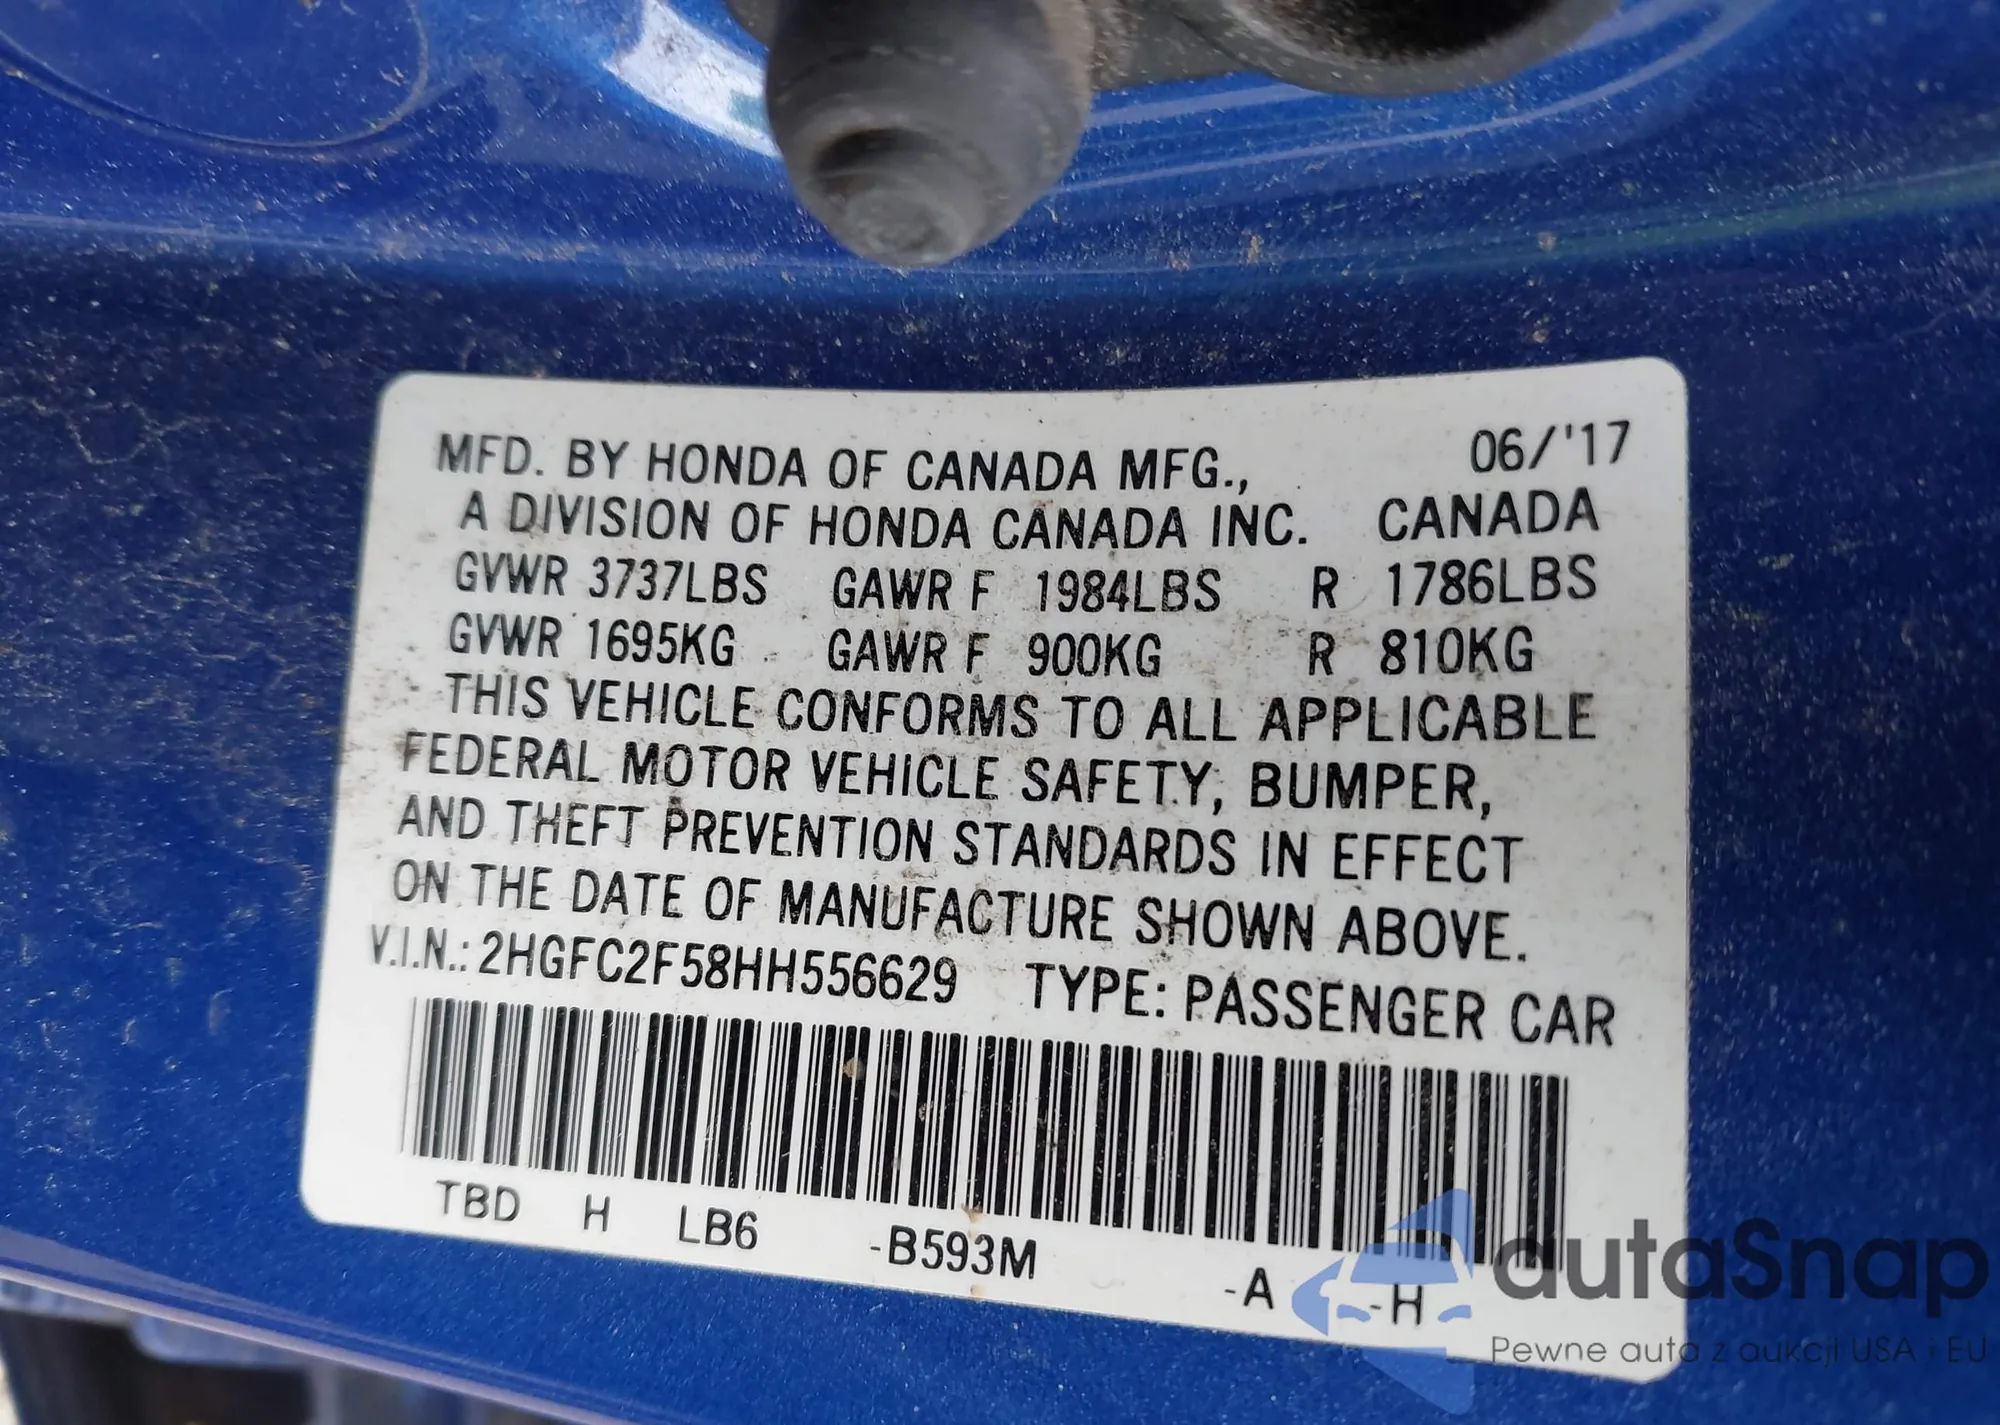 MFD. BY HONDA OF CANADA MFG., 06/'17
A DIVISION OF HONDA CANADA INC. CANADA
GVWR 3737LBS GAWR F 1984LBS R 1786LBS
GVWR 1695KG GAWR F 900KG R 810KG
THIS VEHICLE CONFORMS TO ALL APPLICABLE
FEDERAL MOTOR VEHICLE SAFETY, BUMPER,
AND THEFT PREVENTION STANDARDS IN EFFECT
ON THE DATE OF MANUFACTURE SHOWN ABOVE.
V.I.N.: 2HGFC2F58HH556629 TYPE: PASSENGER CAR
TBD H LB6 -B593M -A -H
autaSnap
Pewne auta z aukcji USA i EU